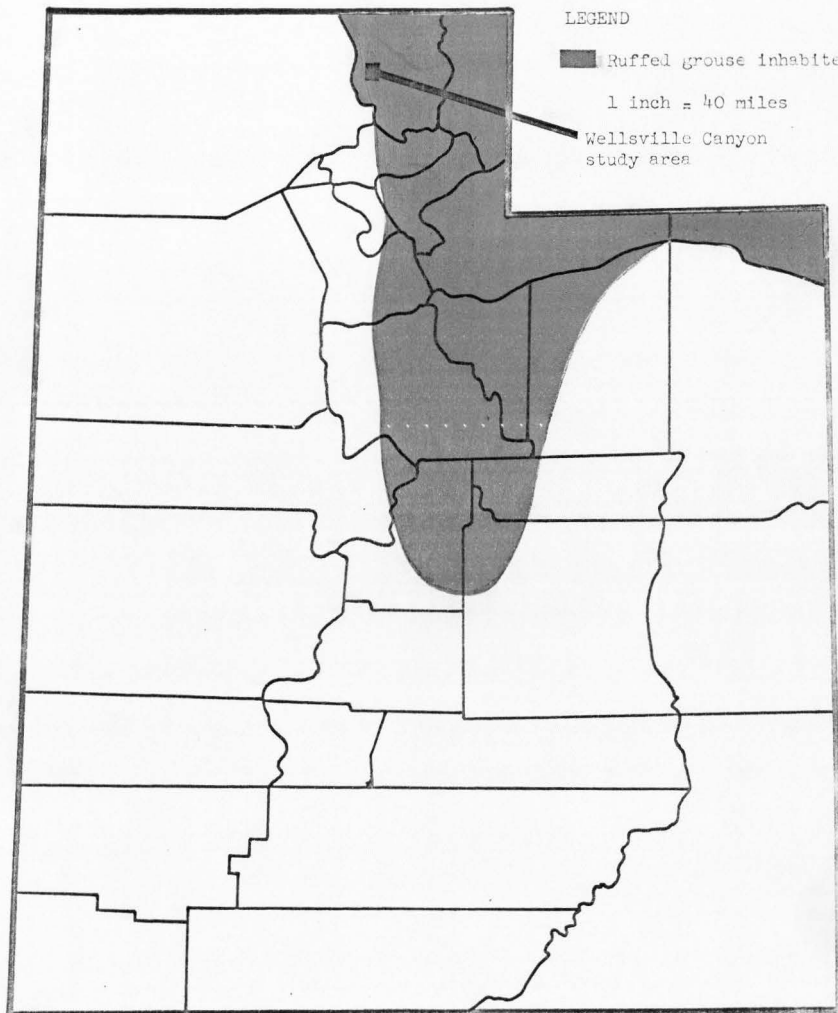 LEGEND
Ruffed grouse inhabite
1 inch = 40 miles
Wellsville Canyon
study area